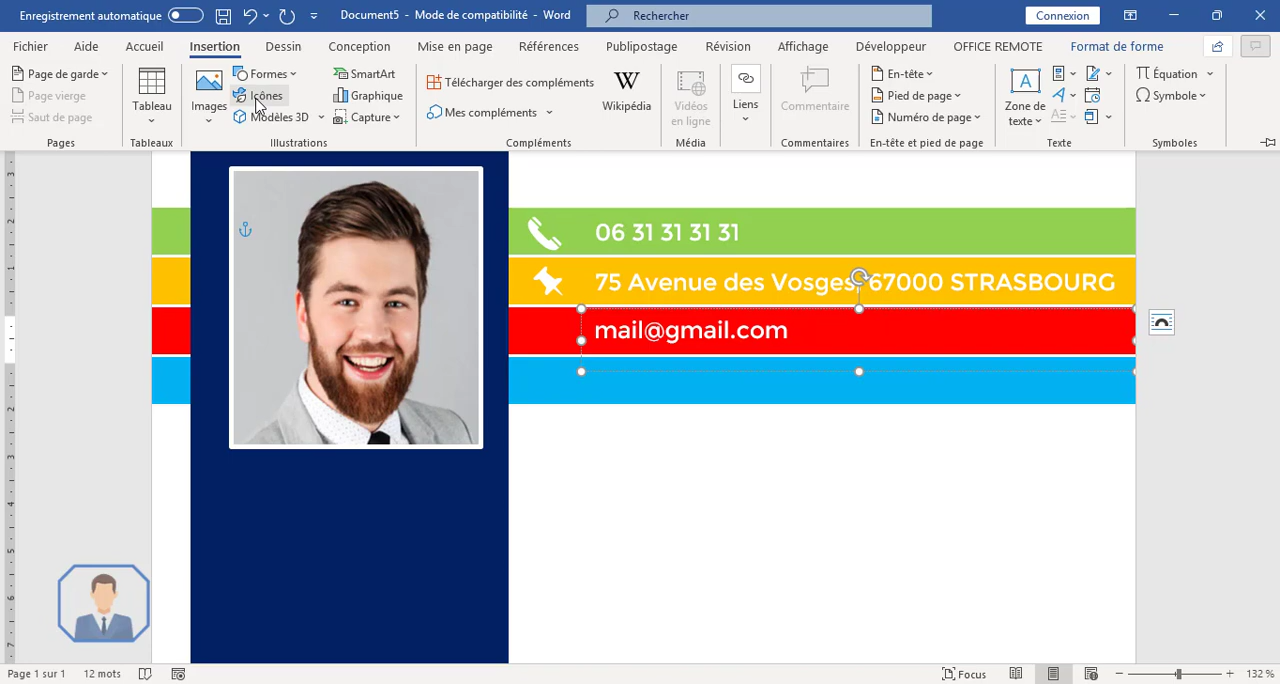 Enregistrement automatique Document5 - Mode de compatibilité - Word Rechercher Connexion
Fichier Aide Accueil Insertion Dessin Conception Mise en page Références Publipostage Révision Affichage Développeur OFFICE REMOTE Format de forme
Page de garde
Page vierge
Saut de page
Pages
Tableau
Tableaux
Images
Formes
Icônes
Modèles 3D
SmartArt
Graphique
Capture
Illustrations
Télécharger des compléments
Mes compléments
Wikipédia
Compléments
Vidéos
en ligne
Média
Liens
Commentaire
Commentaires
En-tête
Pied de page
Numéro de page
En-tête et pied de page
Zone de
texte
Texte
Équation
Symbole
Symboles
06 31 31 31 31
75 Avenue des Vosges, 67000 STRASBOURG
mail@gmail.com
Page 1 sur 1 12 mots Focus 132 %